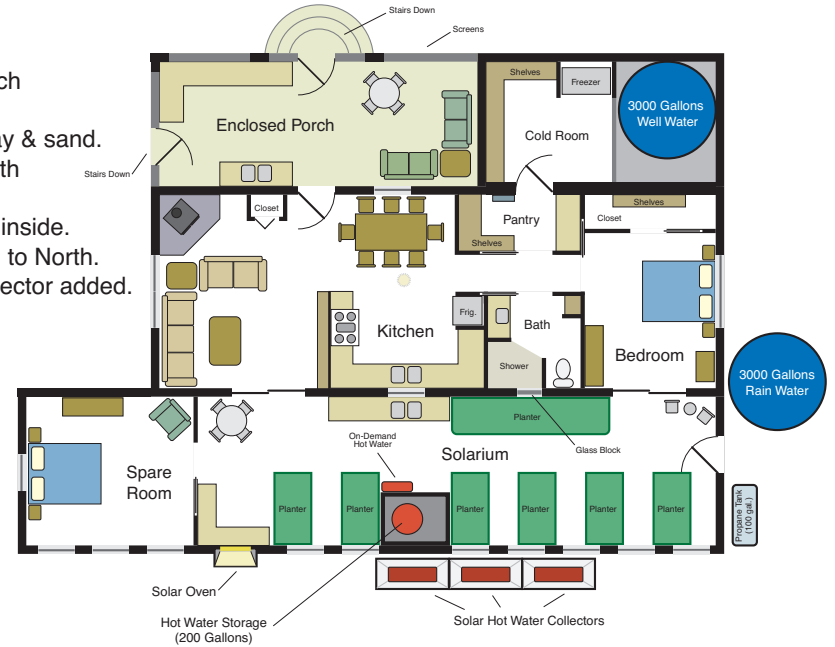 Stairs Down
Screens
ch
ay & sand.
th
Stairs Down
inside.
to North.
ector added.
Enclosed Porch
Shelves
Freezer
3000 Gallons
Well Water
Cold Room
Closet
Pantry
Shelves
Shelves
Closet
Kitchen
Frig.
Bath
Shower
Bedroom
3000 Gallons
Rain Water
Planter
Glass Block
On-Demand
Hot Water
Solarium
Spare
Room
Planter
Planter
Planter
Planter
Planter
Planter
Propane Tank
(100 gal.)
Solar Oven
Hot Water Storage
(200 Gallons)
Solar Hot Water Collectors